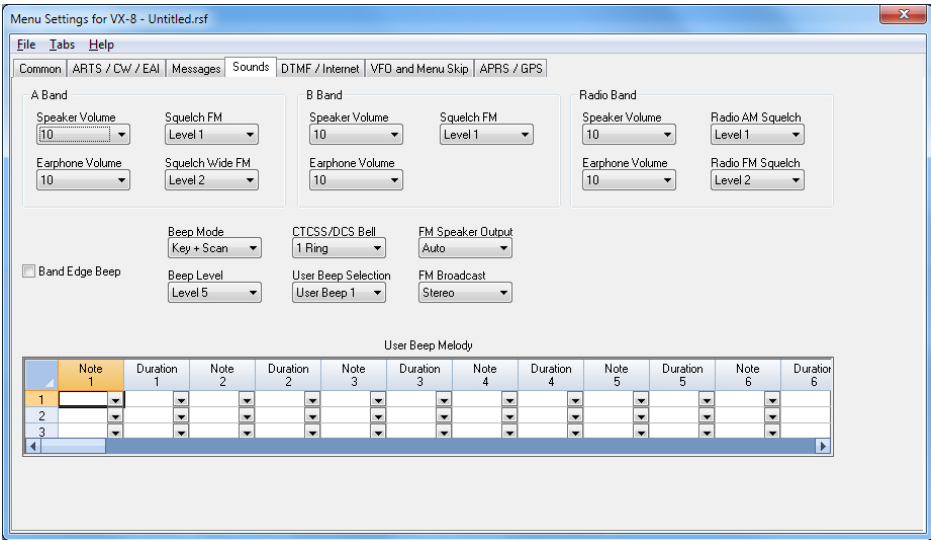 Menu Settings for VX-8 - Untitled.rsf
File Tabs Help
Common ARTS / CW / EAI Messages Sounds DTMF / Internet VFO and Menu Skip APRS / GPS
A Band B Band Radio Band
Speaker Volume Squelch FM Speaker Volume Squelch FM Speaker Volume Radio AM Squelch
10 Level 1 10 Level 1 10 Level 1
Earphone Volume Squelch Wide FM Earphone Volume Earphone Volume Radio FM Squelch
10 Level 2 10 10 Level 2
Beep Mode CTCSS/DCS Bell FM Speaker Output
Key + Scan 1 Ring Auto
Band Edge Beep Beep Level User Beep Selection FM Broadcast
Level 5 User Beep 1 Stereo
User Beep Melody
Note Duration Note Duration Note Duration Note Duration Note Duration Note Duration
1 1 2 2 3 3 4 4 5 5 6 6
1
2
3